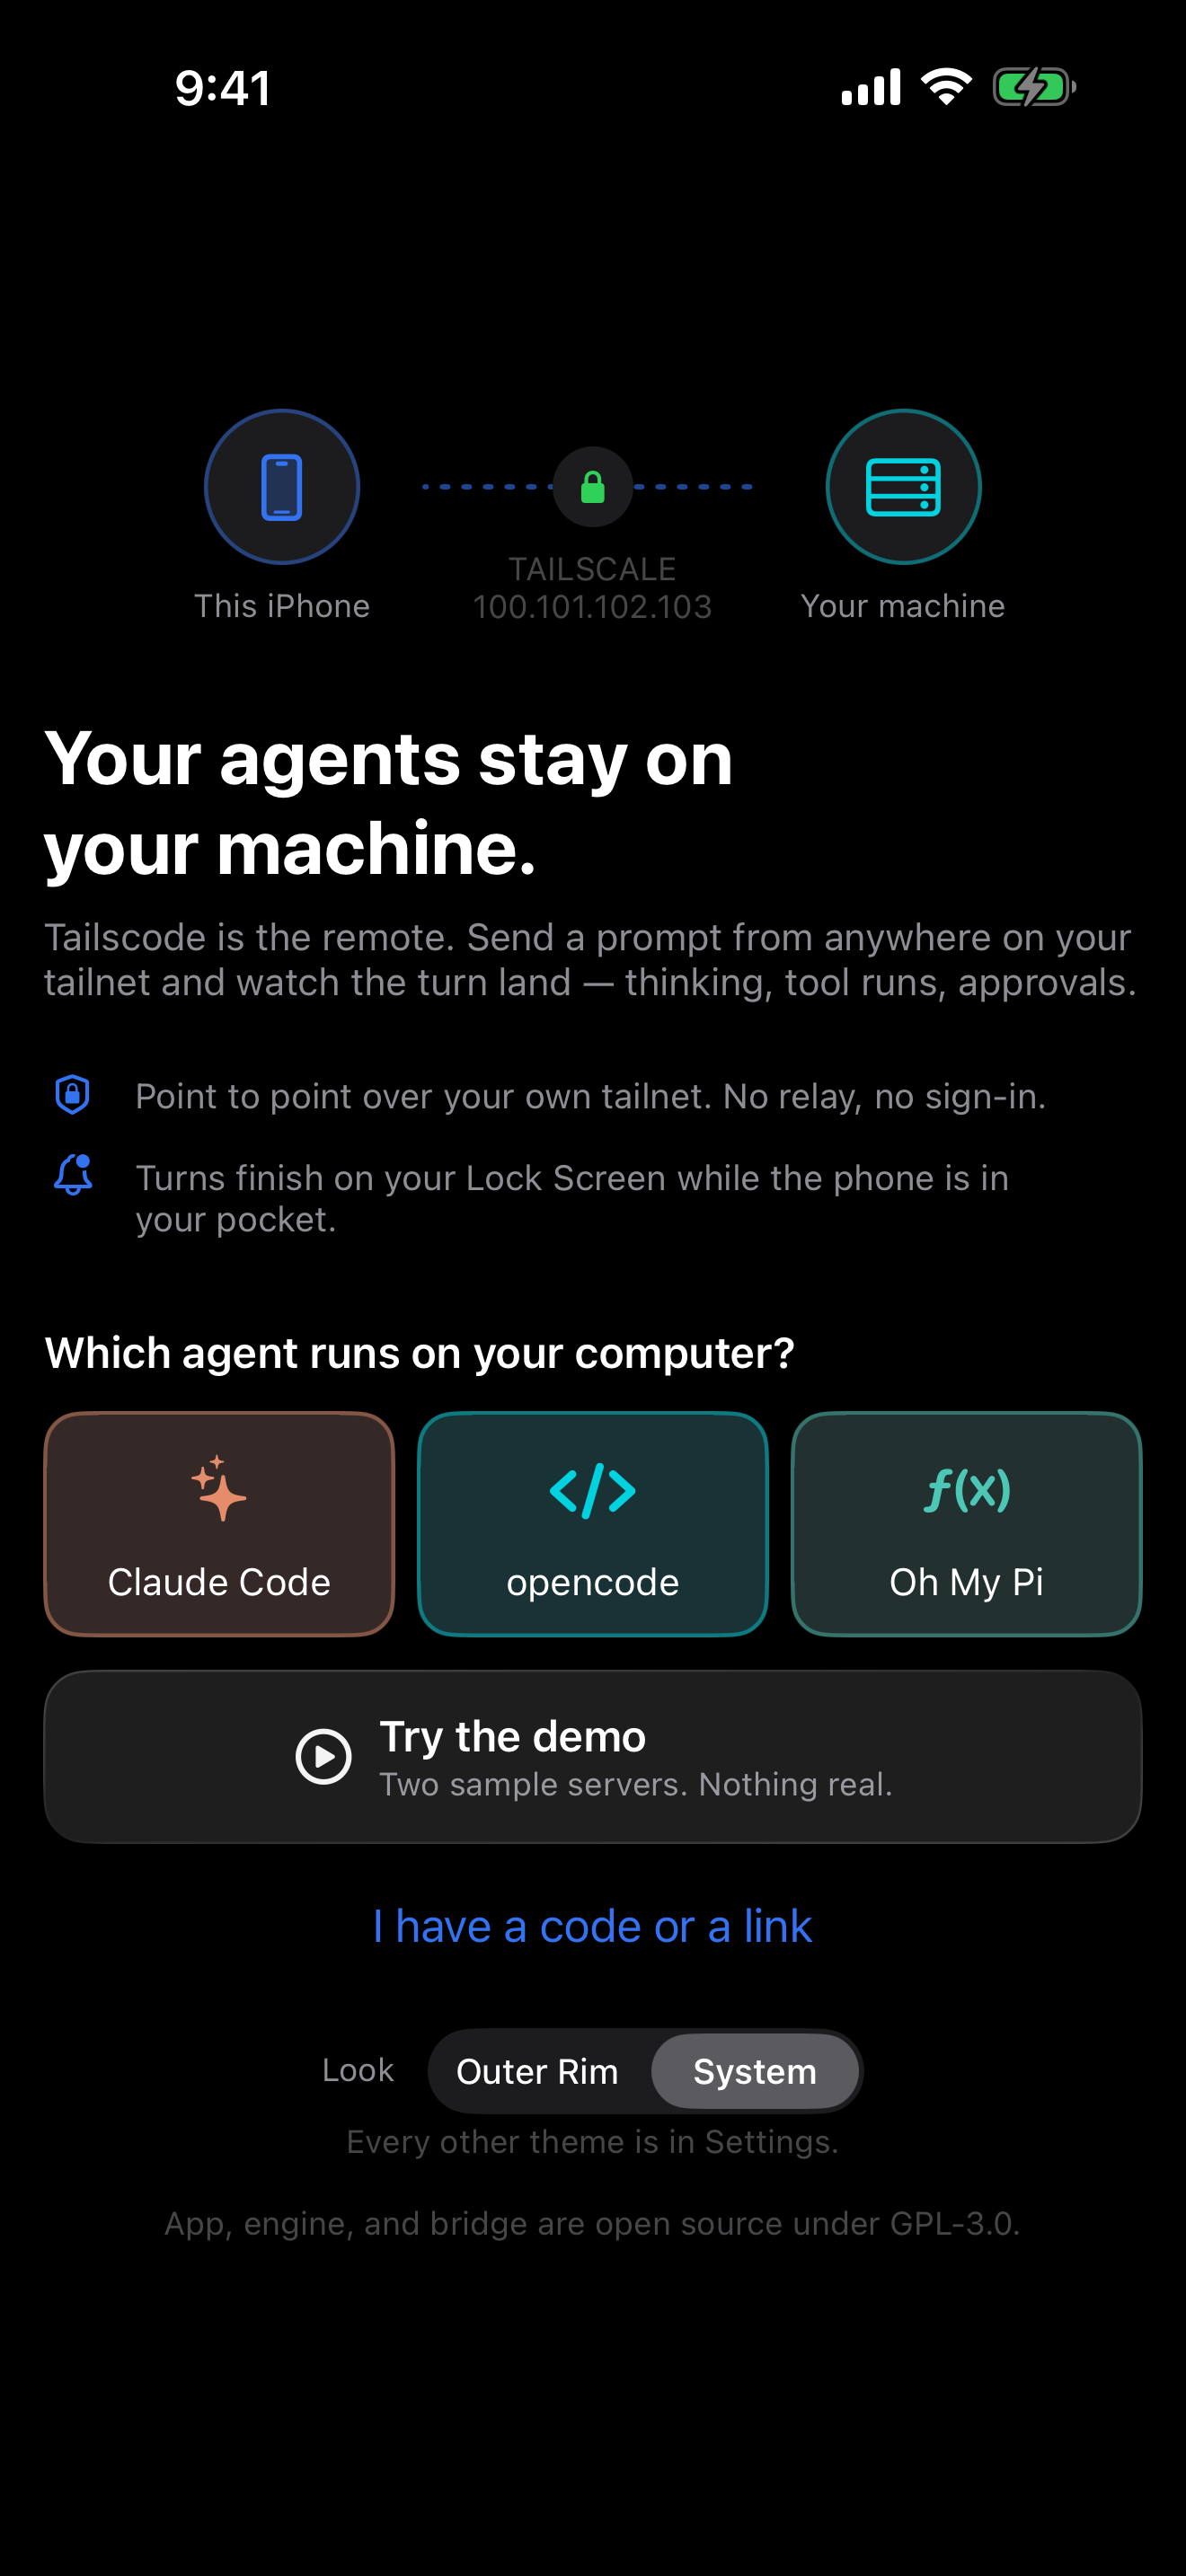 9:41
TAILSCALE
100.101.102.103
This iPhone
Your machine
Your agents stay on
your machine.
Tailscode is the remote. Send a prompt from anywhere on your
tailnet and watch the turn land — thinking, tool runs, approvals.
Point to point over your own tailnet. No relay, no sign-in.
Turns finish on your Lock Screen while the phone is in
your pocket.
Which agent runs on your computer?
Claude Code
opencode
f(x)
Oh My Pi
Try the demo
Two sample servers. Nothing real.
I have a code or a link
Look
Outer Rim
System
Every other theme is in Settings.
App, engine, and bridge are open source under GPL-3.0.